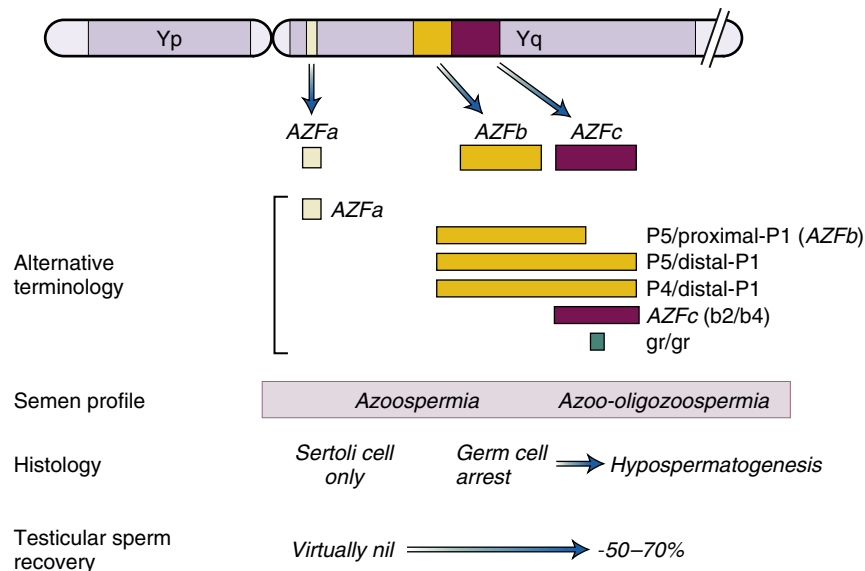 Yp
Yq
AZFa
AZFb
AZFc
AZFa
P5/proximal-P1 (AZFb)
P5/distal-P1
P4/distal-P1
AZFc (b2/b4)
gr/gr
Alternative
terminology
Semen profile
Azoospermia
Azoo-oligozoospermia
Histology
Sertoli cell
only
Germ cell
arrest
Hypospermatogenesis
Testicular sperm
recovery
Virtually nil
-50–70%